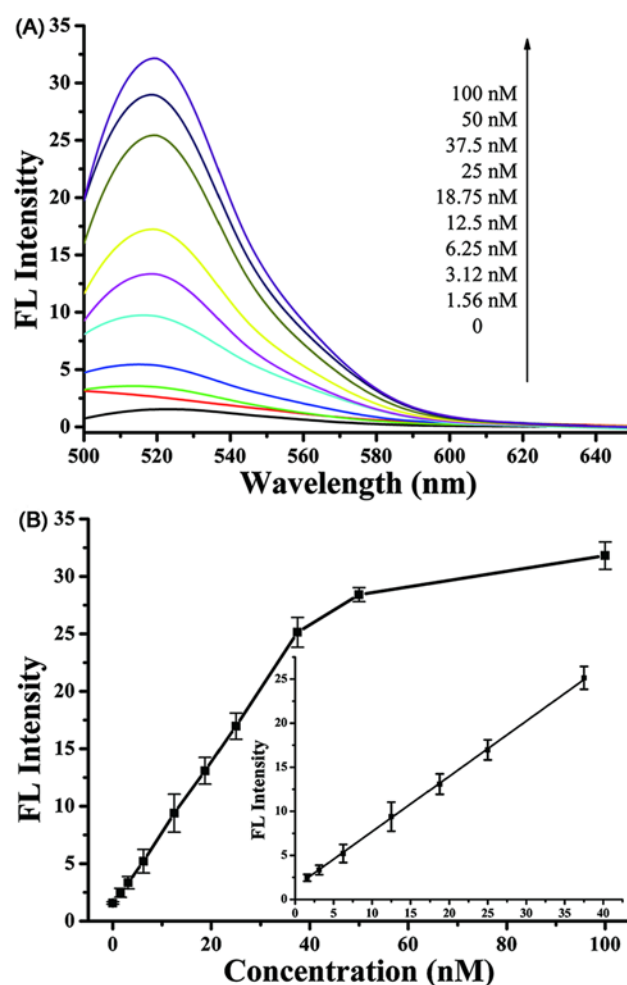 (A)
35
30
25
20
15
10
5
0
FL Intensitty
100 nM
50 nM
37.5 nM
25 nM
18.75 nM
12.5 nM
6.25 nM
3.12 nM
1.56 nM
0
500 520 540 560 580 600 620 640
Wavelength (nm)
(B)
35
30
25
20
15
10
5
0
FL Intensity
25
20
15
10
5
0
FL Intensity
0 5 10 15 20 25 30 35 40
0 20 40 60 80 100
Concentration (nM)